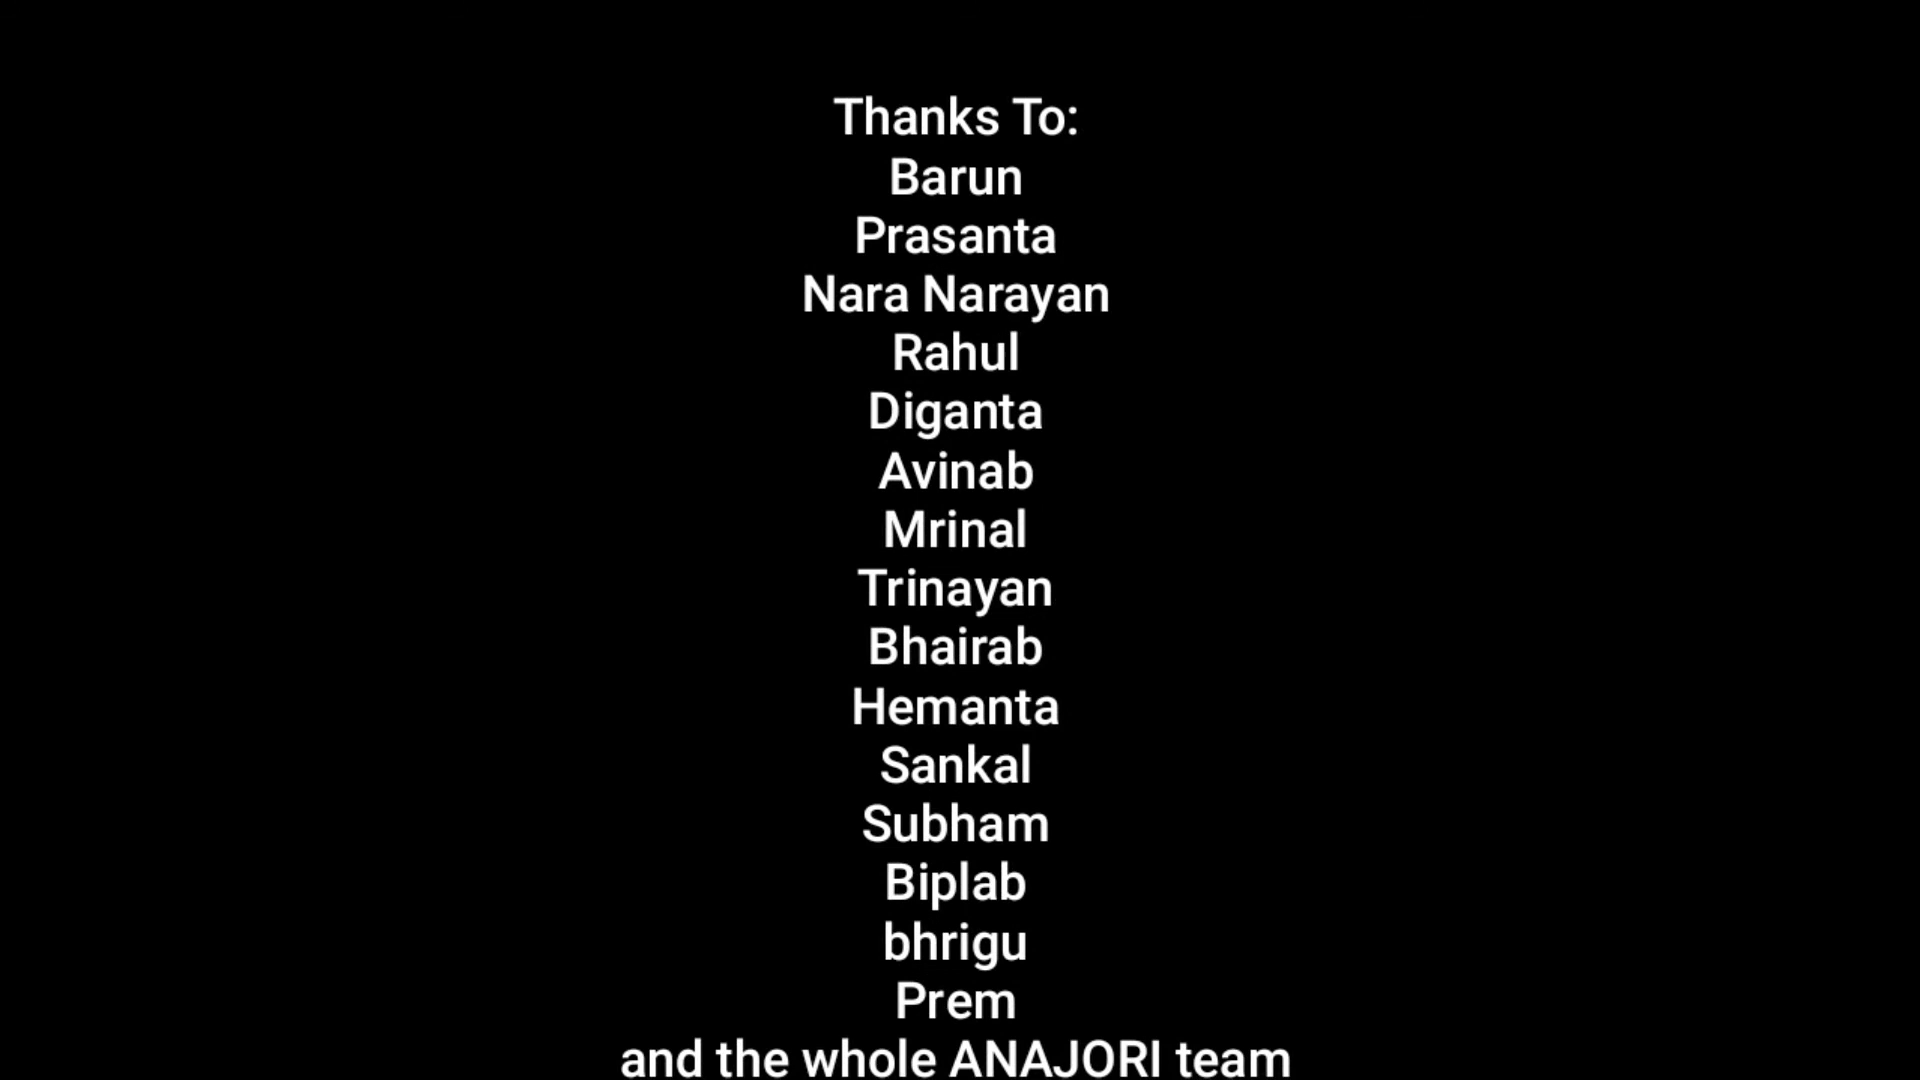 Thanks To:
Barun
Prasanta
Nara Narayan
Rahul
Diganta
Avinab
Mrinal
Trinayan
Bhairab
Hemanta
Sankal
Subham
Biplab
bhrigu
Prem
and the whole ANAJORI team